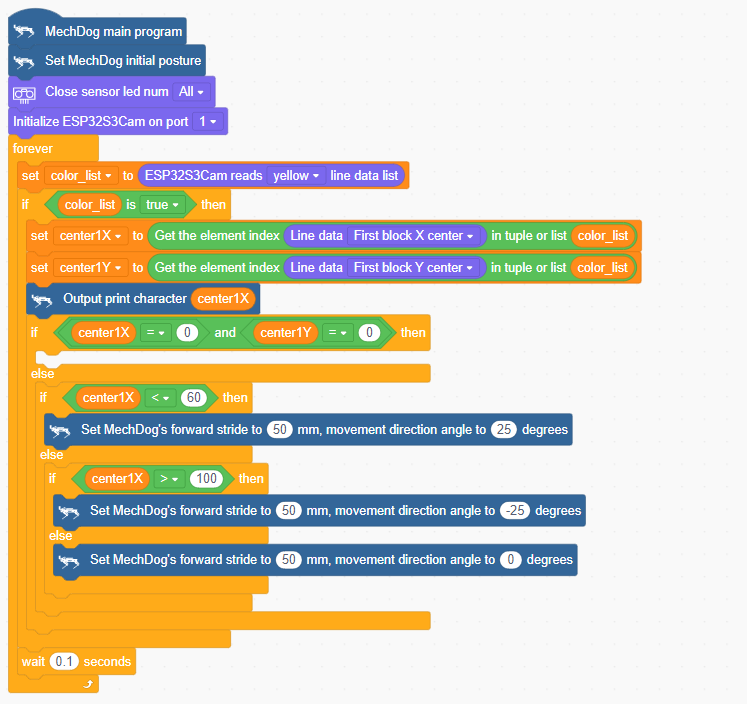 MechDog main program
Set MechDog initial posture
Close sensor led num All
Initialize ESP32S3Cam on port 1
forever
set color_list to ESP32S3Cam reads yellow line data list
if color_list is true then
set center1X to Get the element index Line data First block X center in tuple or list color_list
set center1Y to Get the element index Line data First block Y center in tuple or list color_list
Output print character center1X
if center1X = 0 and center1Y = 0 then
else
if center1X < 60 then
Set MechDog's forward stride to 50 mm, movement direction angle to 25 degrees
else
if center1X > 100 then
Set MechDog's forward stride to 50 mm, movement direction angle to -25 degrees
else
Set MechDog's forward stride to 50 mm, movement direction angle to 0 degrees
wait 0.1 seconds